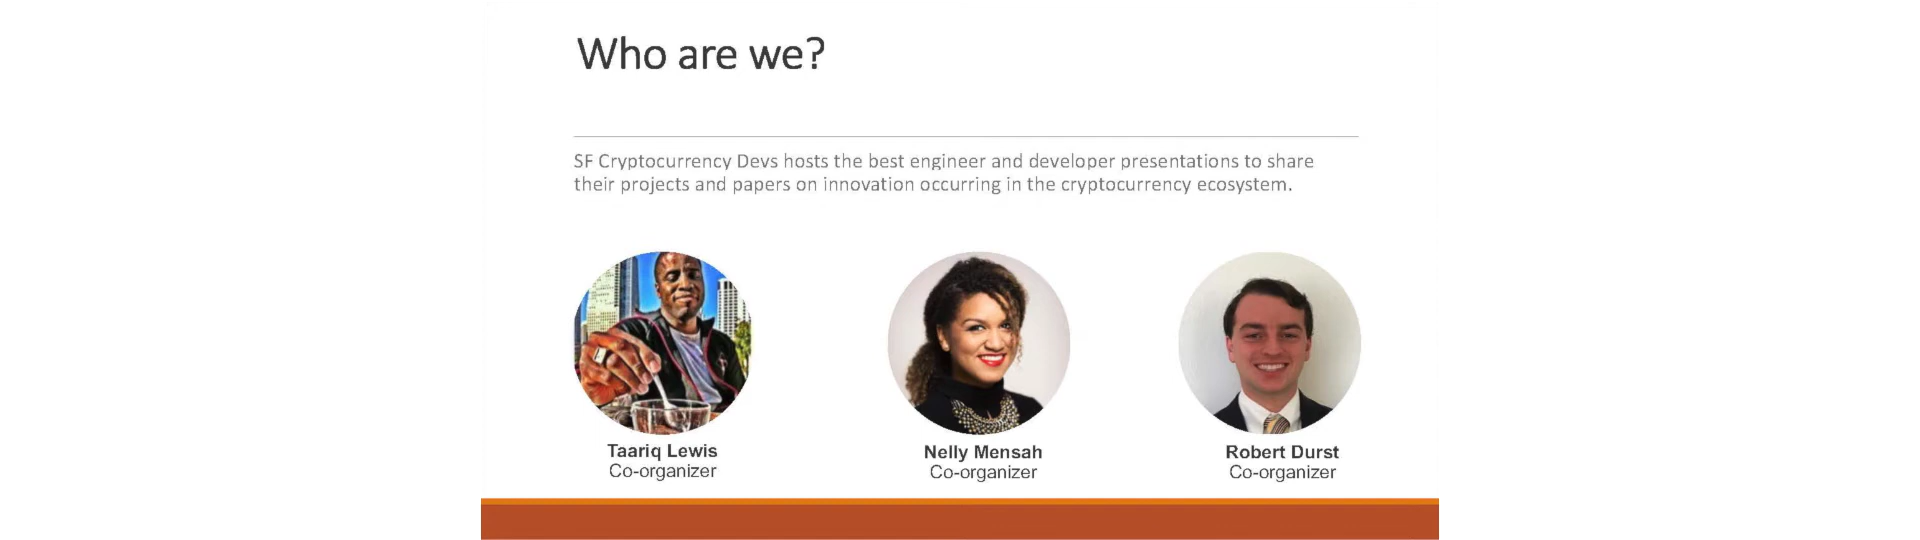 Who are we?
SF Cryptocurrency Devs hosts the best engineer and developer presentations to share
their projects and papers on innovation occurring in the cryptocurrency ecosystem.
Taariq Lewis
Co-organizer
Nelly Mensah
Co-organizer
Robert Durst
Co-organizer